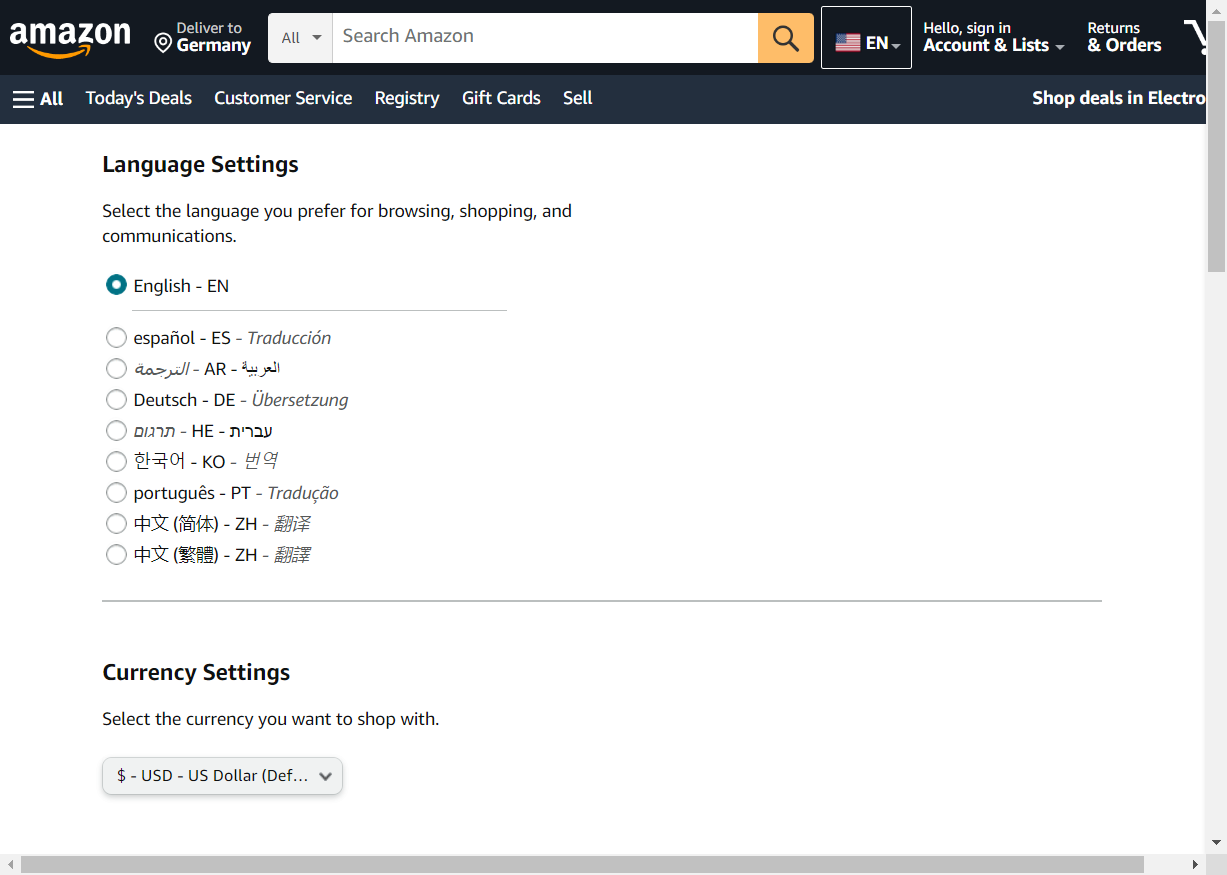 amazon
Deliver to
Germany
All
Search Amazon
EN
Hello, sign in
Account & Lists
Returns
& Orders
All
Today's Deals
Customer Service
Registry
Gift Cards
Sell
Shop deals in Electro
Language Settings
Select the language you prefer for browsing, shopping, and
communications.
English - EN
español - ES - Traducción
العربية - AR - الترجمة
Deutsch - DE - Übersetzung
עברית - HE - תרגום
한국어 - KO - 번역
português - PT - Tradução
中文 (简体) - ZH - 翻译
中文 (繁體) - ZH - 翻譯
Currency Settings
Select the currency you want to shop with.
$ - USD - US Dollar (Def...